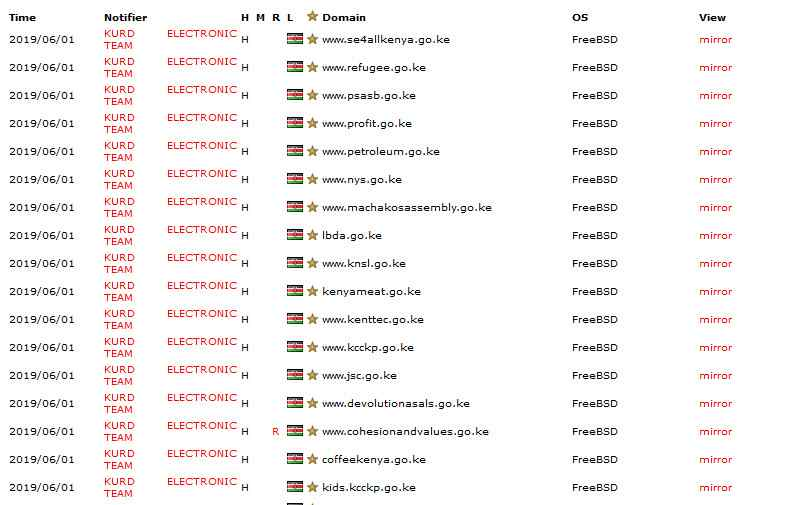 Time Notifier H M R L Domain OS View
2019/06/01 KURD ELECTRONIC TEAM H www.se4allkenya.go.ke FreeBSD mirror
2019/06/01 KURD ELECTRONIC TEAM H www.refugee.go.ke FreeBSD mirror
2019/06/01 KURD ELECTRONIC TEAM H www.psasb.go.ke FreeBSD mirror
2019/06/01 KURD ELECTRONIC TEAM H www.profit.go.ke FreeBSD mirror
2019/06/01 KURD ELECTRONIC TEAM H www.petroleum.go.ke FreeBSD mirror
2019/06/01 KURD ELECTRONIC TEAM H www.nys.go.ke FreeBSD mirror
2019/06/01 KURD ELECTRONIC TEAM H www.machakosassembly.go.ke FreeBSD mirror
2019/06/01 KURD ELECTRONIC TEAM H lbda.go.ke FreeBSD mirror
2019/06/01 KURD ELECTRONIC TEAM H www.knsl.go.ke FreeBSD mirror
2019/06/01 KURD ELECTRONIC TEAM H kenyameat.go.ke FreeBSD mirror
2019/06/01 KURD ELECTRONIC TEAM H www.kenttec.go.ke FreeBSD mirror
2019/06/01 KURD ELECTRONIC TEAM H www.kcckp.go.ke FreeBSD mirror
2019/06/01 KURD ELECTRONIC TEAM H www.jsc.go.ke FreeBSD mirror
2019/06/01 KURD ELECTRONIC TEAM H www.devolutionasals.go.ke FreeBSD mirror
2019/06/01 KURD ELECTRONIC TEAM H R www.cohesionandvalues.go.ke FreeBSD mirror
2019/06/01 KURD ELECTRONIC TEAM H coffeekenya.go.ke FreeBSD mirror
2019/06/01 KURD ELECTRONIC TEAM H kids.kcckp.go.ke FreeBSD mirror